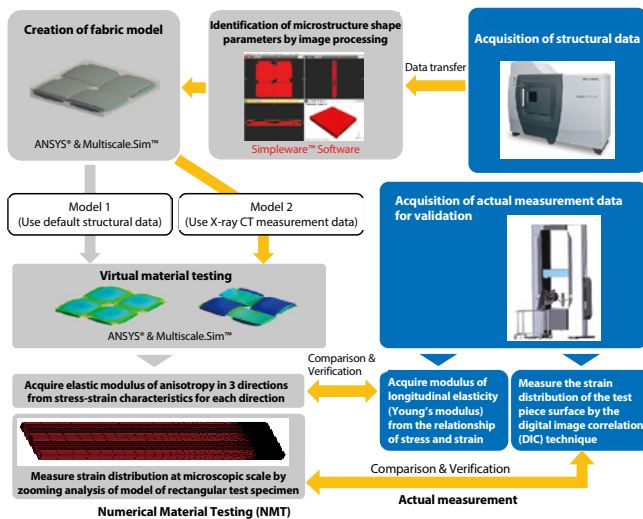 Creation of fabric model
ANSYS® & Multiscale.Sim™
Identification of microstructure shape
parameters by image processing
Simpleware™ Software
Data transfer
Acquisition of structural data
Model 1
(Use default structural data)
Model 2
(Use X-ray CT measurement data)
Acquisition of actual measurement data
for validation
Virtual material testing
ANSYS® & Multiscale.Sim™
Acquire elastic modulus of anisotropy in 3 directions
from stress-strain characteristics for each direction
Comparison &
Verification
Acquire modulus of
longitudinal elasticity
(Young's modulus)
from the relationship
of stress and strain
Measure the strain
distribution of the test
piece surface by the
digital image correlation
(DIC) technique
Measure strain distribution at microscopic scale by
zooming analysis of model of rectangular test specimen
Comparison & Verification
Actual measurement
Numerical Material Testing (NMT)